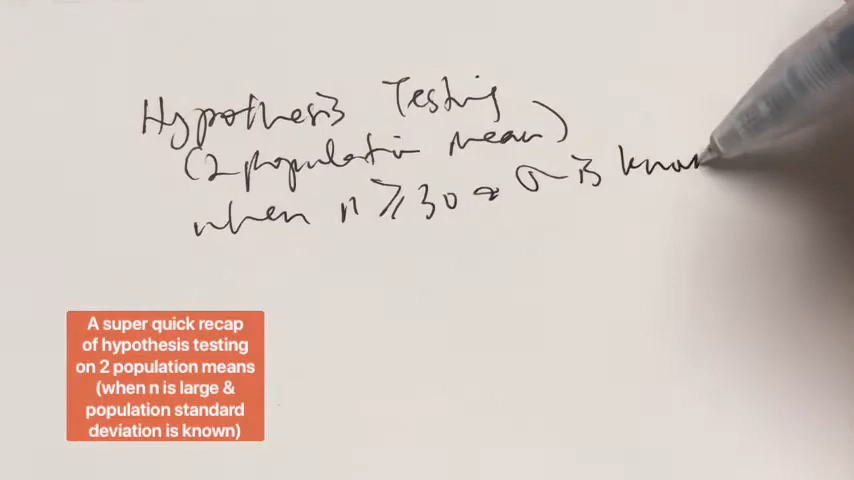 Hypothesis Testing
(2 population mean)
when n ≥ 30 & σ is know
A super quick recap
of hypothesis testing
on 2 population means
(when n is large &
population standard
deviation is known)